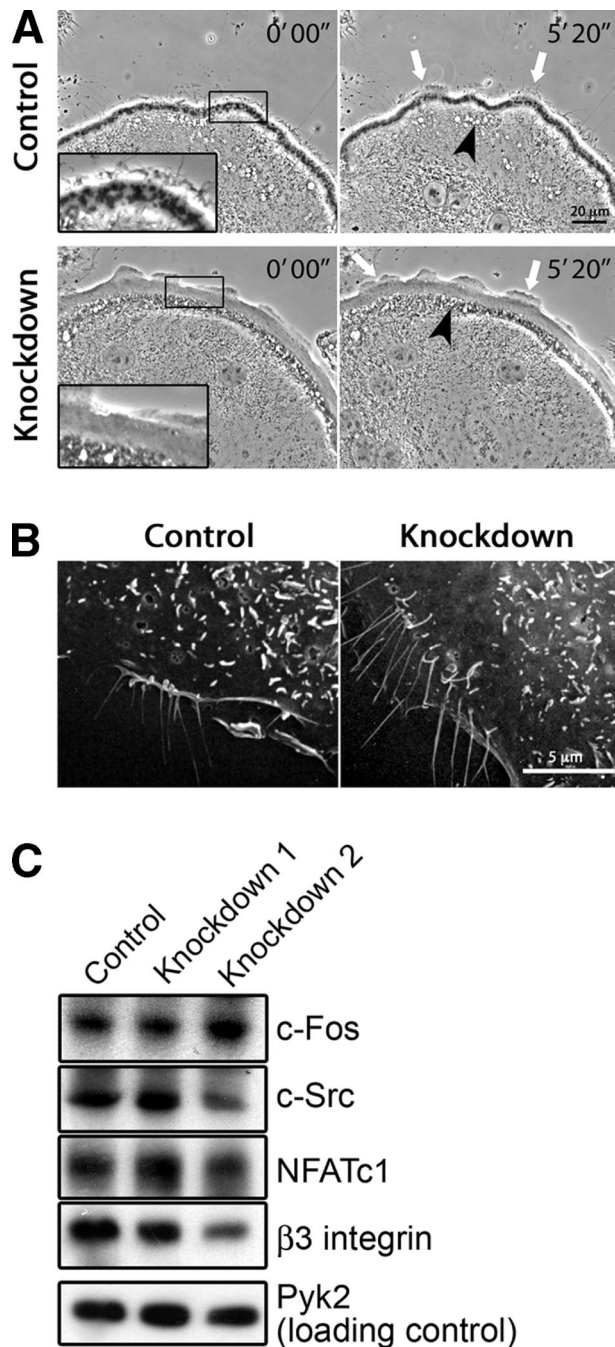 A
Control
0' 00"
5' 20"
20 μm
Knockdown
0' 00"
5' 20"
B
Control
Knockdown
5 μm
C
Control
Knockdown 1
Knockdown 2
c-Fos
c-Src
NFATc1
β3 integrin
Pyk2
(loading control)